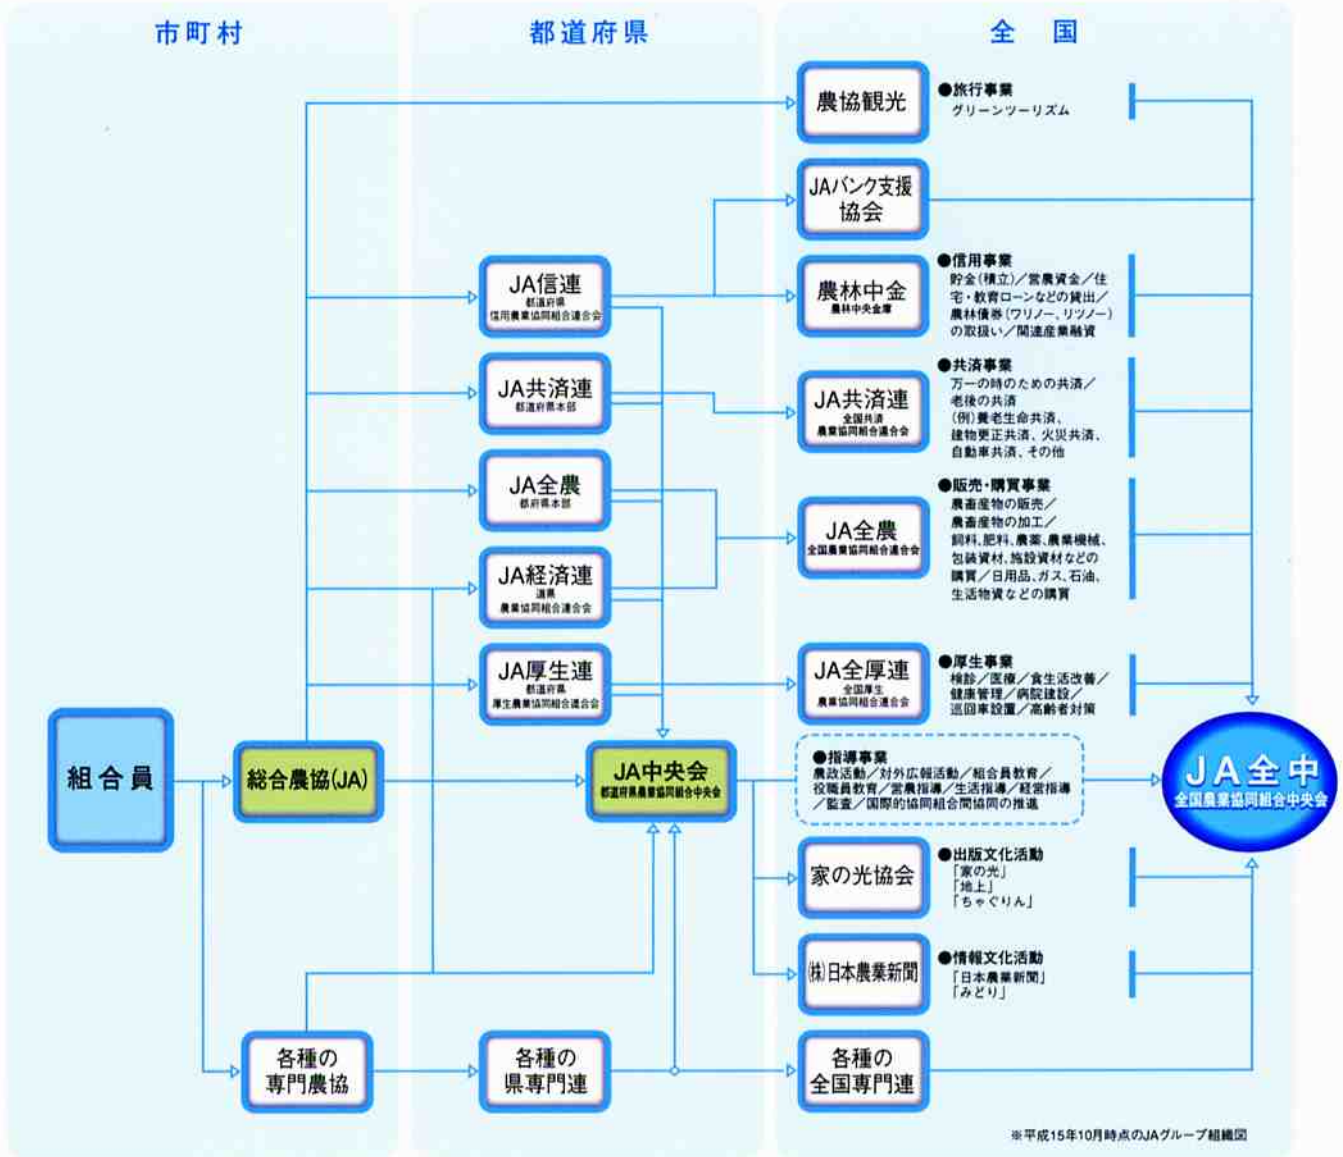 市町村
都道府県
全国
農協観光
●旅行事業
グリーンツーリズム
JAバンク支援
協会
JA信連
都道府県
信用農業協同組合連合会
農林中金
農林中央金庫
●信用事業
貯金(積立)／営農資金／住
宅・教育ローンなどの貸出／
農林債券(ワリノー、リツノー)
の取扱い／関連産業融資
JA共済連
都道府県本部
JA共済連
全国共済
農業協同組合連合会
●共済事業
万一の時のための共済／
老後の共済
(例)養老生命共済、
建物更正共済、火災共済、
自動車共済、その他
JA全農
都府県本部
JA経済連
道県
農業協同組合連合会
JA全農
全国農業協同組合連合会
●販売・購買事業
農畜産物の販売／
農畜産物の加工／
飼料、肥料、農薬、農業機械、
包装資材、施設資材などの
購買／日用品、ガス、石油、
生活物資などの購買
JA厚生連
都道府県
厚生農業協同組合連合会
JA全厚連
全国厚生
農業協同組合連合会
●厚生事業
検診／医療／食生活改善／
健康管理／病院建設／
巡回車設置／高齢者対策
組合員
総合農協(JA)
JA中央会
都道府県農業協同組合中央会
●指導事業
農政活動／対外広報活動／組合員教育／
役職員教育／営農指導／生活指導／経営指導
／監査／国際的協同組合間協同の推進
JA全中
全国農業協同組合中央会
家の光協会
●出版文化活動
「家の光」
「地上」
「ちゃぐりん」
㈱日本農業新聞
●情報文化活動
「日本農業新聞」
「みどり」
各種の
専門農協
各種の
県専門連
各種の
全国専門連
※平成15年10月時点のJAグループ組織図